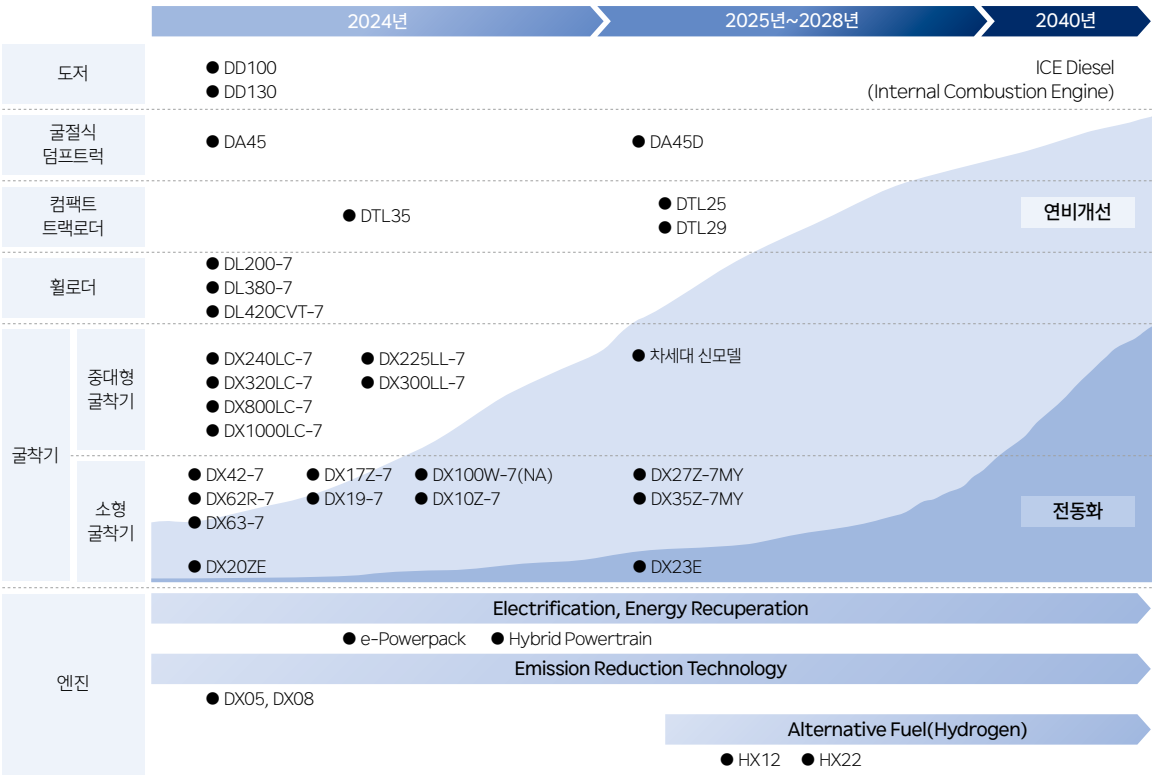 2024년
2025년~2028년
2040년
도저
DD100
DD130
ICE Diesel
(Internal Combustion Engine)
굴절식
덤프트럭
DA45
DA45D
컴팩트
트랙로더
DTL35
DTL25
DTL29
연비개선
휠로더
DL200-7
DL380-7
DL420CVT-7
굴착기
중대형
굴착기
DX240LC-7
DX320LC-7
DX800LC-7
DX1000LC-7
DX225LL-7
DX300LL-7
차세대 신모델
소형
굴착기
DX42-7
DX62R-7
DX63-7
DX17Z-7
DX19-7
DX100W-7(NA)
DX10Z-7
DX27Z-7MY
DX35Z-7MY
전동화
DX20ZE
DX23E
엔진
Electrification, Energy Recuperation
e-Powerpack
Hybrid Powertrain
Emission Reduction Technology
DX05, DX08
Alternative Fuel(Hydrogen)
HX12
HX22